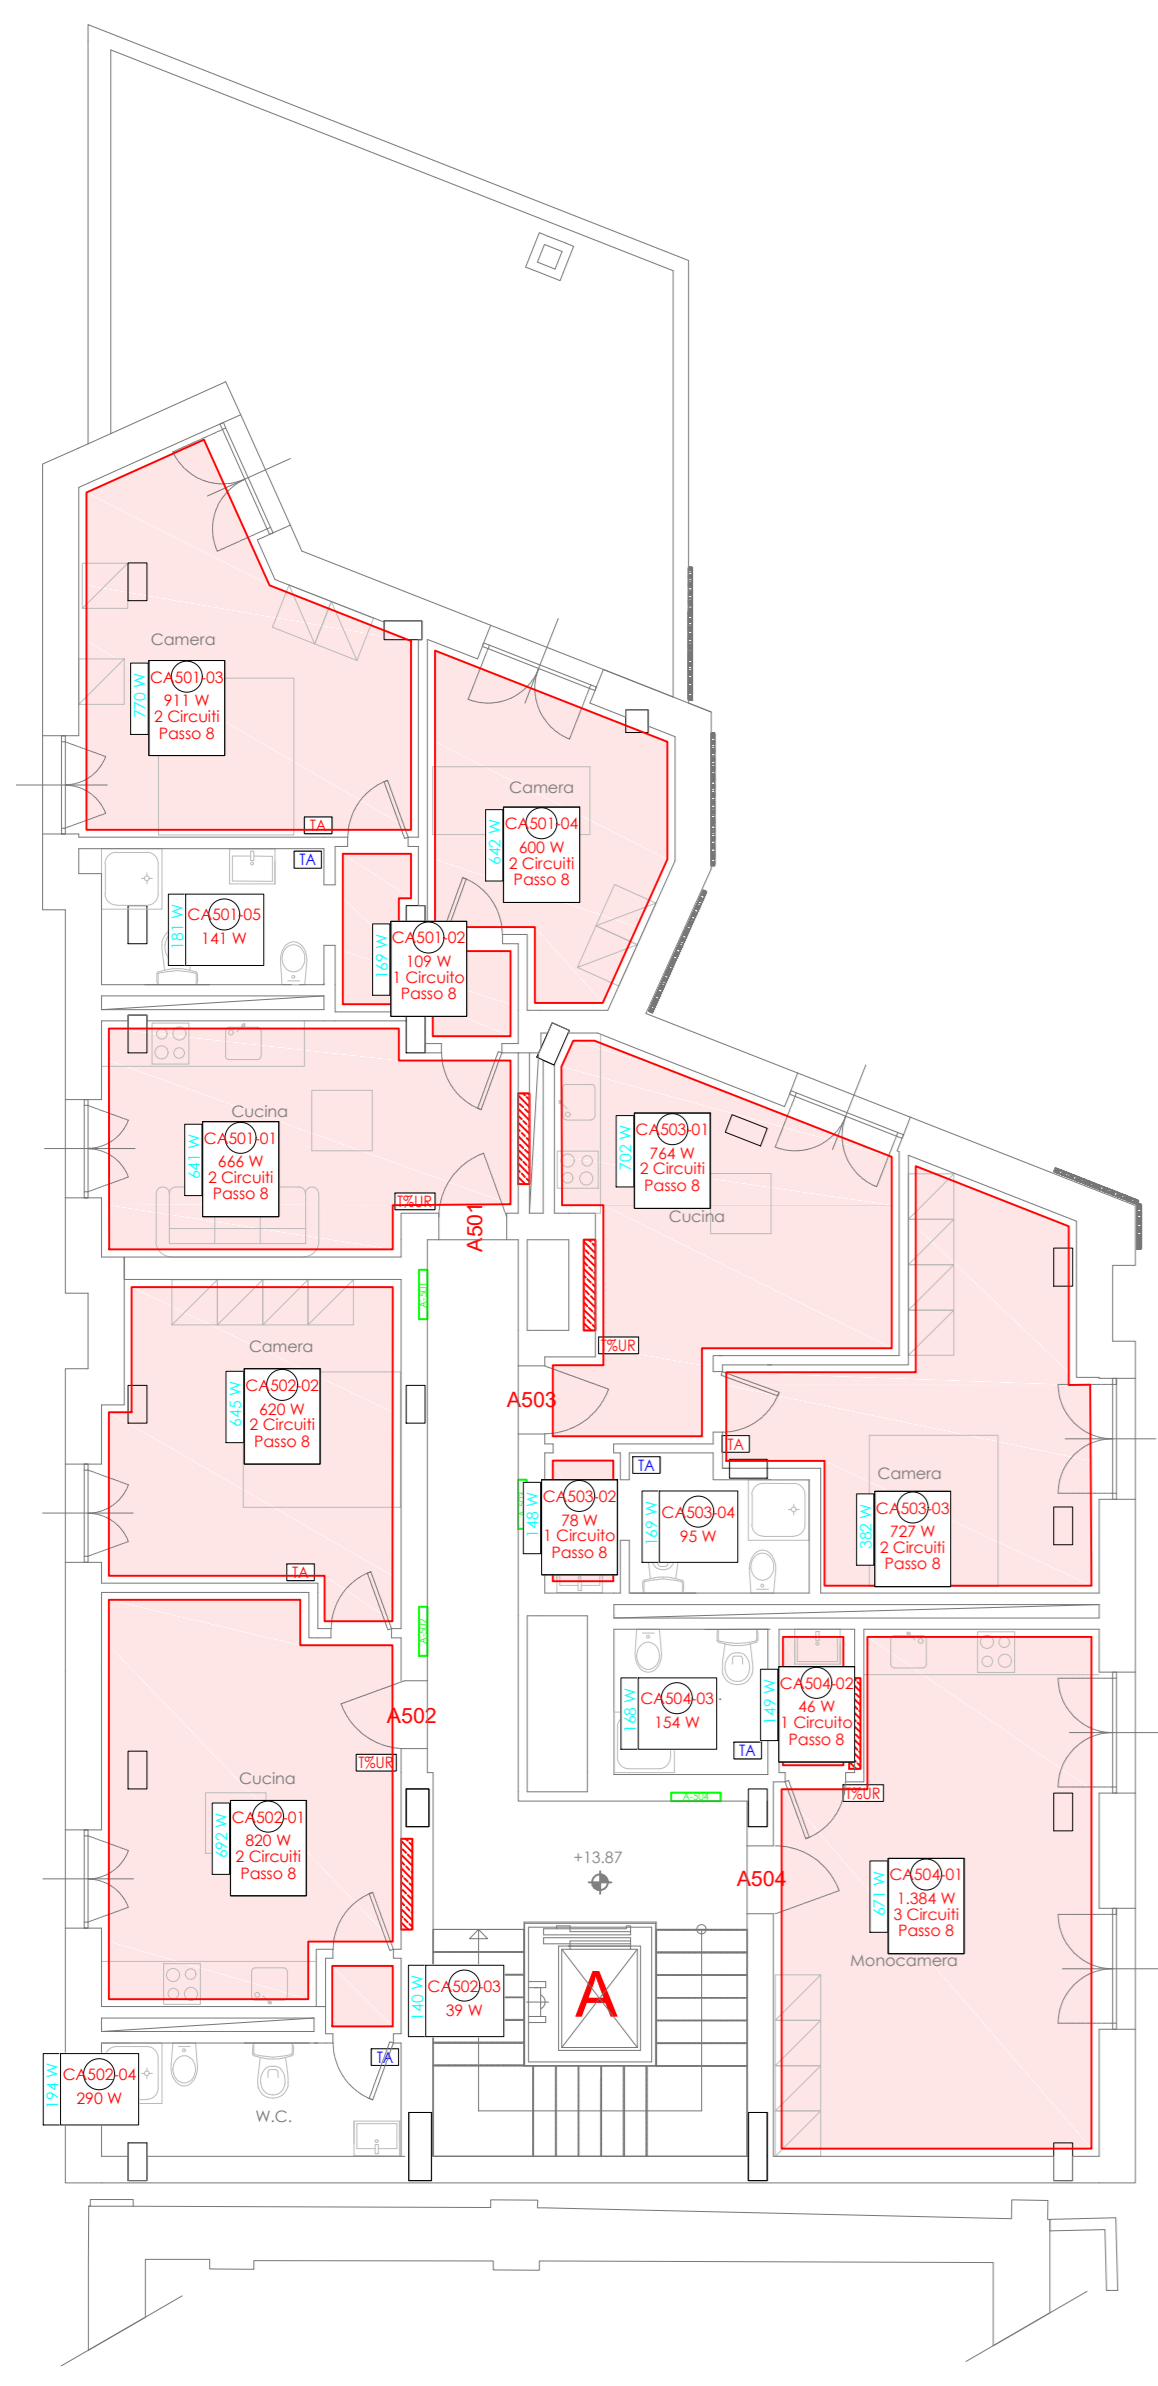 Camera
770 W
CA501-03
911 W
2 Circuiti
Passo 8
TA
Camera
642 W
CA501-04
600 W
2 Circuiti
Passo 8
TA
181 W
CA501-05
141 W
169 W
CA501-02
109 W
1 Circuito
Passo 8
Cucina
641 W
CA501-01
666 W
2 Circuiti
Passo 8
T%UR
A501
702 W
CA503-01
764 W
2 Circuiti
Passo 8
Cucina
T%UR
A-501
Camera
645 W
CA502-02
620 W
2 Circuiti
Passo 8
TA
A503
TA
TA
148 W
CA503-02
78 W
1 Circuito
Passo 8
169 W
CA503-04
95 W
Camera
382 W
CA503-03
727 W
2 Circuiti
Passo 8
A-502
A502
T%UR
168 W
CA504-03
154 W
TA
149 W
CA504-02
46 W
1 Circuito
Passo 8
T%UR
A-504
Cucina
692 W
CA502-01
820 W
2 Circuiti
Passo 8
+13.87
A504
671 W
CA504-01
1.384 W
3 Circuiti
Passo 8
Monocamera
140 W
CA502-03
39 W
A
TA
194 W
CA502-04
290 W
W.C.